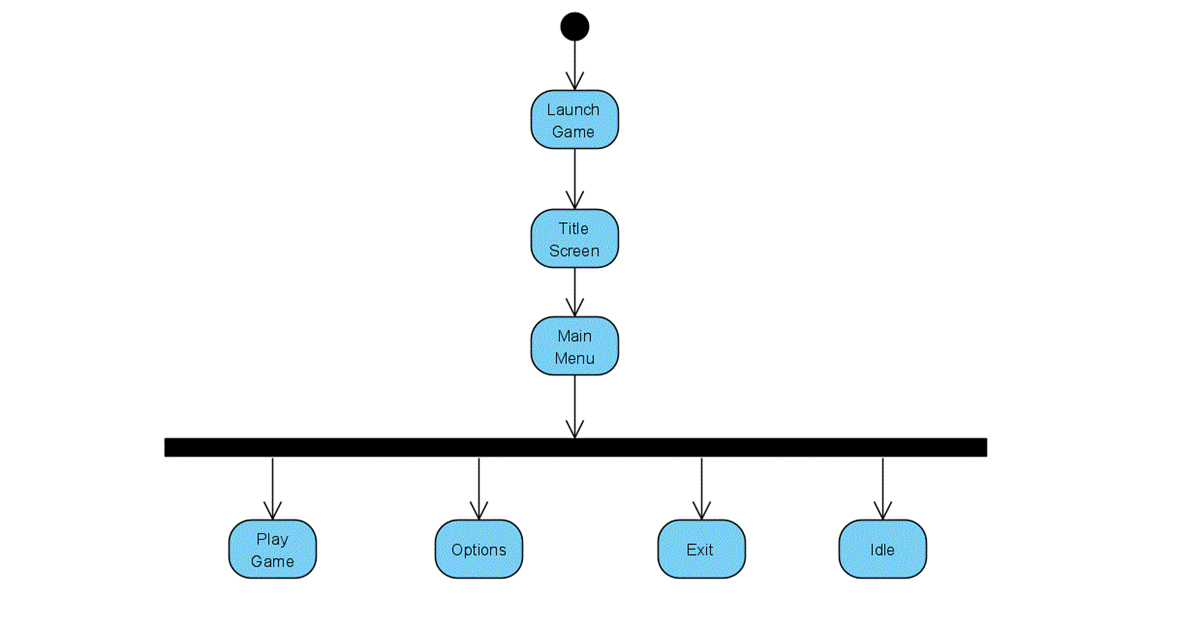 Launch
Game
Title
Screen
Main
Menu
Play
Game
Options
Exit
Idle